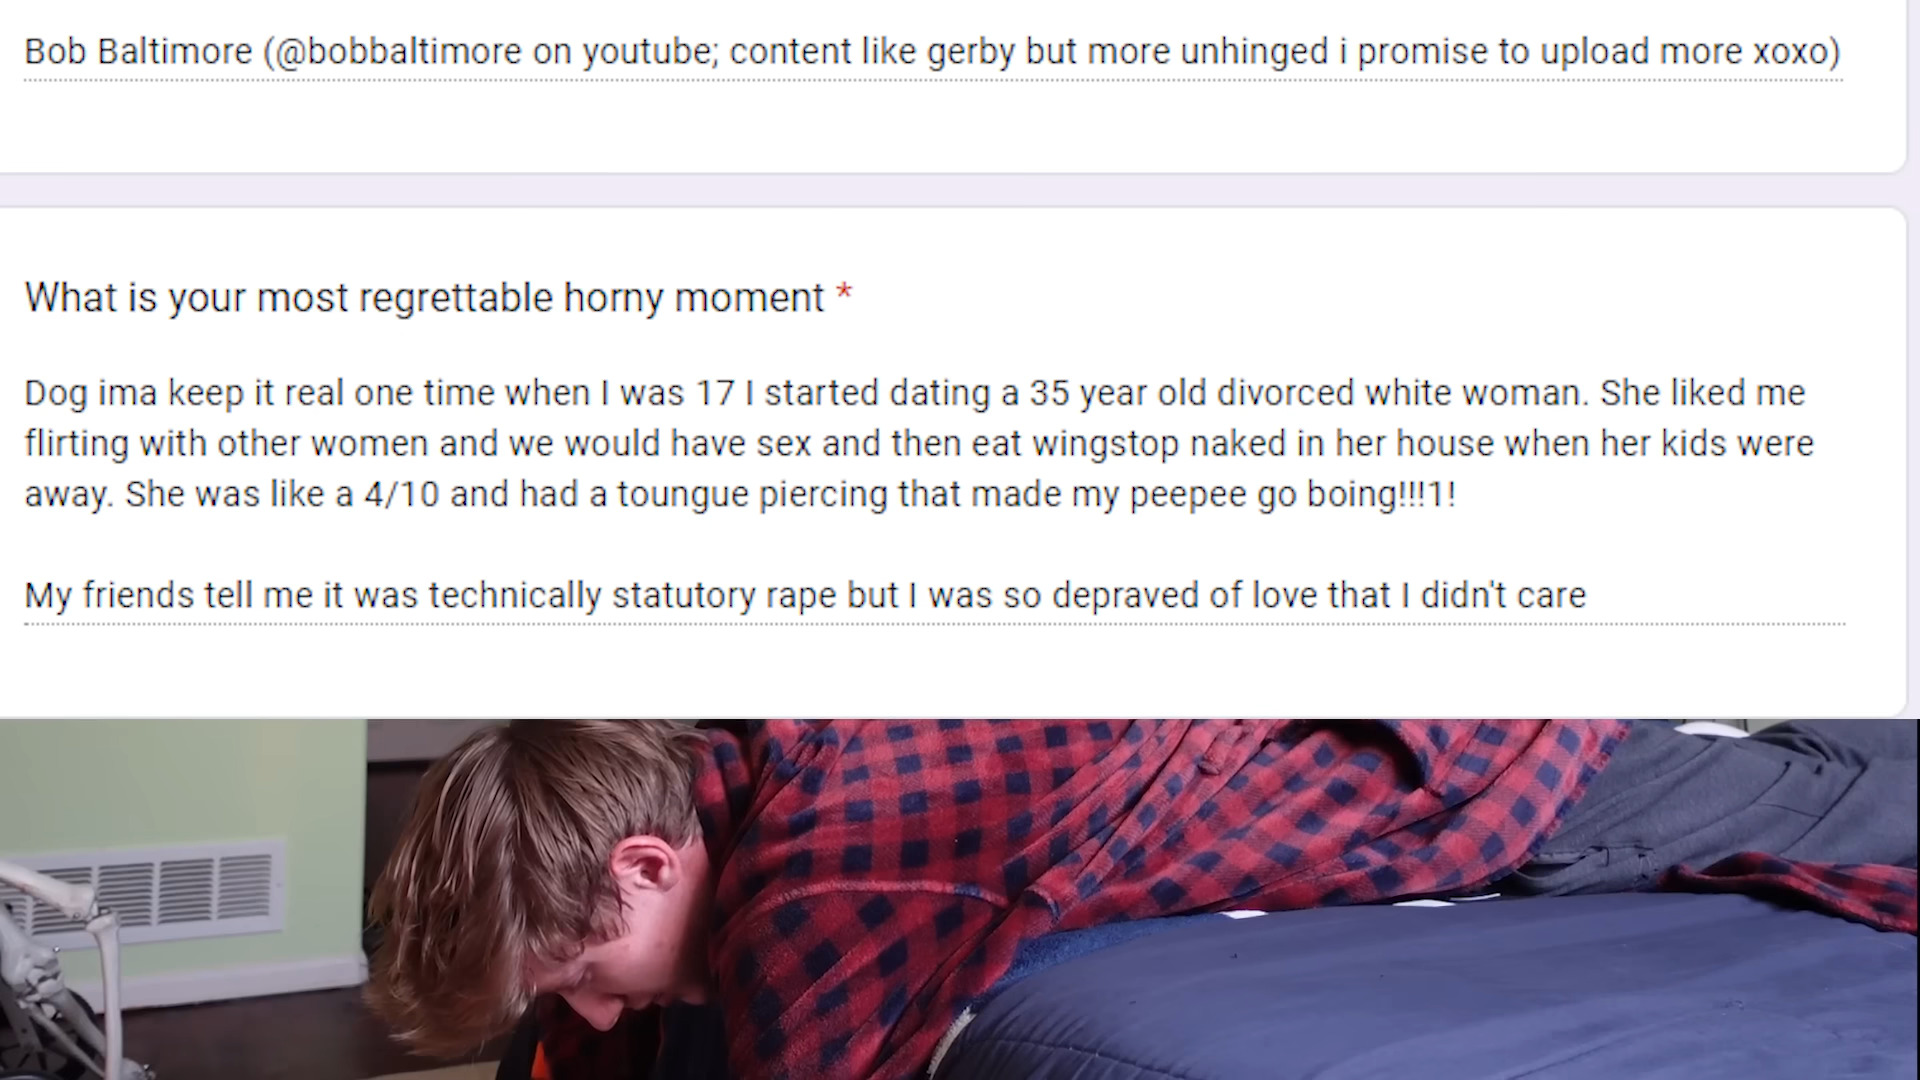 Bob Baltimore (@bobbaltimore on youtube; content like gerby but more unhinged i promise to upload more xoxo)
What is your most regrettable horny moment *
Dog ima keep it real one time when I was 17 I started dating a 35 year old divorced white woman. She liked me
flirting with other women and we would have sex and then eat wingstop naked in her house when her kids were
away. She was like a 4/10 and had a toungue piercing that made my peepee go boing!!!1!
My friends tell me it was technically statutory rape but I was so depraved of love that I didn't care